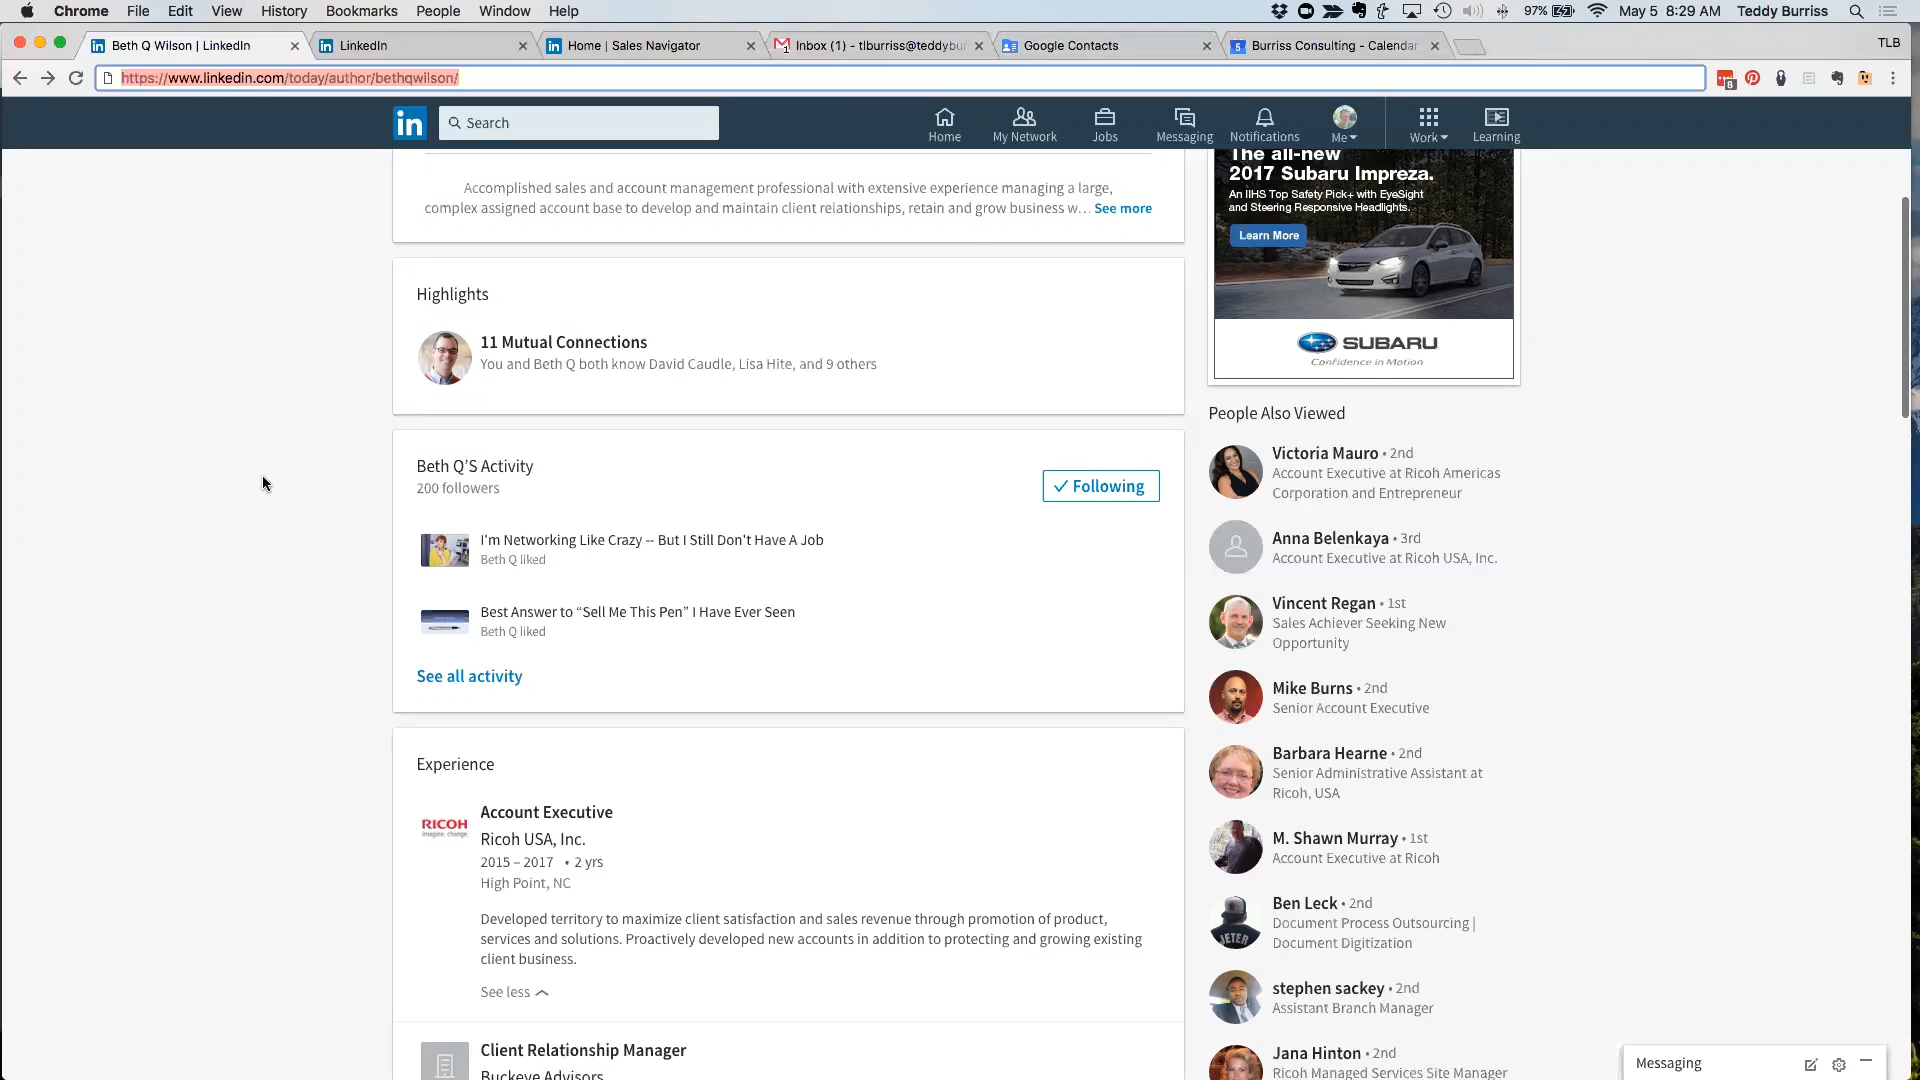 Chrome File Edit View History Bookmarks People Window Help
97% May 5 8:29 AM Teddy Burriss
Beth Q Wilson | LinkedIn
LinkedIn
Home | Sales Navigator
Inbox (1) - tlburriss@teddybur
Google Contacts
Burriss Consulting - Calendar
TLB
https://www.linkedin.com/today/author/bethqwilson/
8
in
Search
Home
My Network
Jobs
Messaging
Notifications
Me
Work
Learning
Accomplished sales and account management professional with extensive experience managing a large,
complex assigned account base to develop and maintain client relationships, retain and grow business w... See more
Highlights
11 Mutual Connections
You and Beth Q both know David Caudle, Lisa Hite, and 9 others
Beth Q'S Activity
200 followers
Following
I'm Networking Like Crazy -- But I Still Don't Have A Job
Beth Q liked
Best Answer to “Sell Me This Pen” I Have Ever Seen
Beth Q liked
See all activity
Experience
RICOH
imagine. change.
Account Executive
Ricoh USA, Inc.
2015 – 2017 • 2 yrs
High Point, NC
Developed territory to maximize client satisfaction and sales revenue through promotion of product,
services and solutions. Proactively developed new accounts in addition to protecting and growing existing
client business.
See less
Client Relationship Manager
Buckeye Advisors
The all-new
2017 Subaru Impreza.
An IIHS Top Safety Pick+ with EyeSight
and Steering Responsive Headlights.
Learn More
SUBARU
Confidence in Motion
People Also Viewed
Victoria Mauro • 2nd
Account Executive at Ricoh Americas
Corporation and Entrepreneur
Anna Belenkaya • 3rd
Account Executive at Ricoh USA, Inc.
Vincent Regan • 1st
Sales Achiever Seeking New
Opportunity
Mike Burns • 2nd
Senior Account Executive
Barbara Hearne • 2nd
Senior Administrative Assistant at
Ricoh, USA
M. Shawn Murray • 1st
Account Executive at Ricoh
Ben Leck • 2nd
Document Process Outsourcing |
Document Digitization
JETER
stephen sackey • 2nd
Assistant Branch Manager
Jana Hinton • 2nd
Ricoh Managed Services Site Manager
Messaging